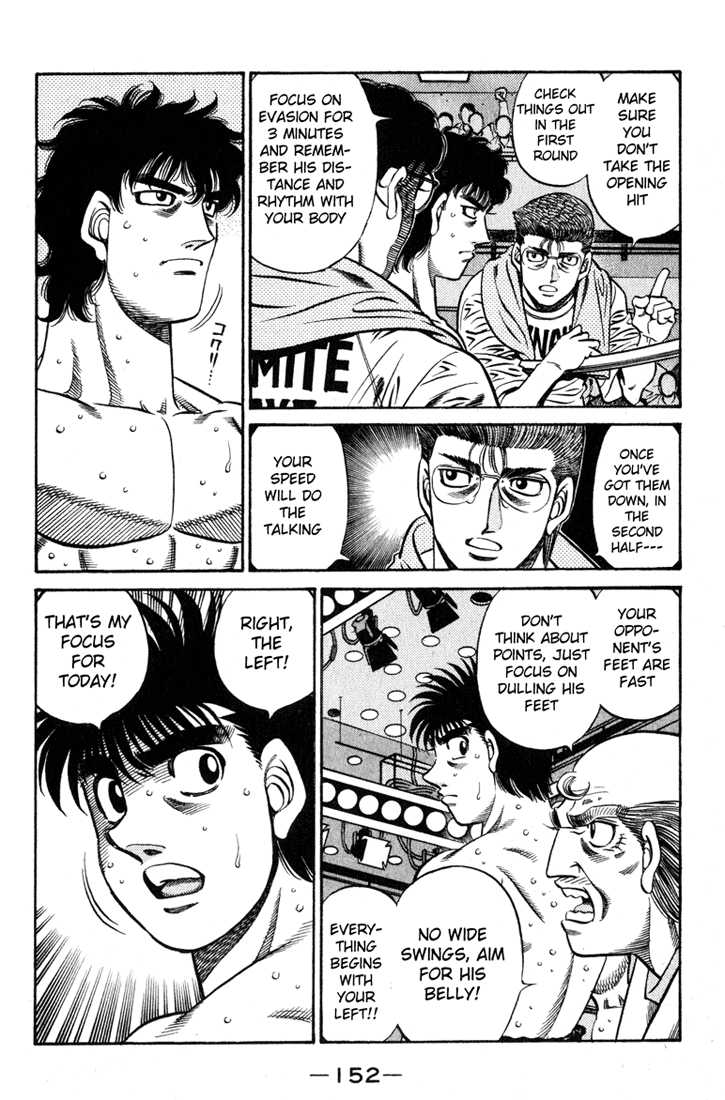 MAKE
SURE
YOU
DON'T
TAKE THE
OPENING
HIT
CHECK
THINGS OUT
IN THE
FIRST
ROUND
FOCUS ON
EVASION FOR
3 MINUTES
AND REMEM-
BER HIS DIS-
TANCE AND
RHYTHM WITH
YOUR BODY
MITE
ONCE
YOU'VE
GOT THEM
DOWN, IN
THE
SECOND
HALF---
YOUR
SPEED
WILL DO
THE
TALKING
YOUR
OPPO-
NENT'S
FEET ARE
FAST
DON'T
THINK ABOUT
POINTS, JUST
FOCUS ON
DULLING HIS
FEET
NO WIDE
SWINGS, AIM
FOR HIS
BELLY!
EVERY-
THING
BEGINS
WITH
YOUR
LEFT!!
RIGHT,
THE
LEFT!
THAT'S MY
FOCUS
FOR
TODAY!
—152—